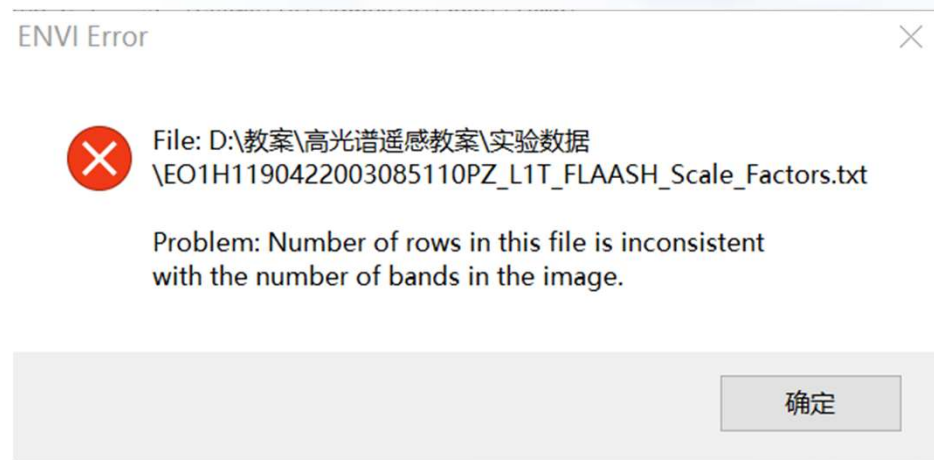 ENVI Error
File: D:\教案\高光谱遥感教案\实验数据
\EO1H1190422003085110PZ_L1T_FLAASH_Scale_Factors.txt
Problem: Number of rows in this file is inconsistent
with the number of bands in the image.
确定